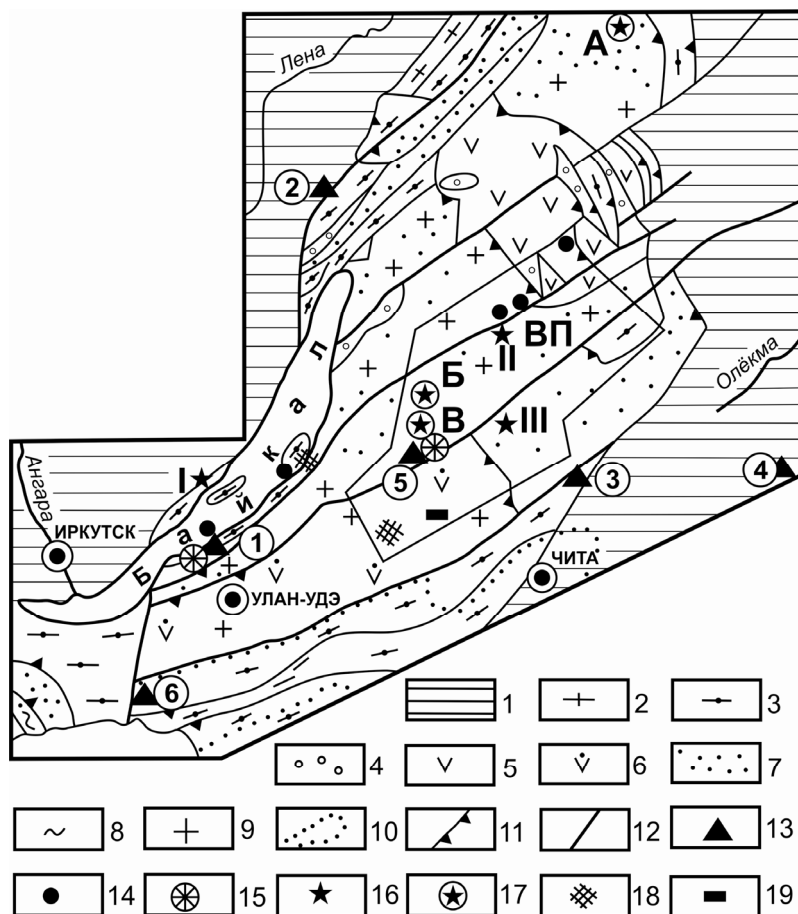 Лена
А
2
Олёкма
ВП
II
Б
В
III
5
3
4
Байкал
I
Ангара
ИРКУТСК
1
УЛАН-УДЭ
ЧИТА
6
1 2 3
4 5 6 7
8 9 10 11 12 13
14 15 16 17 18 19